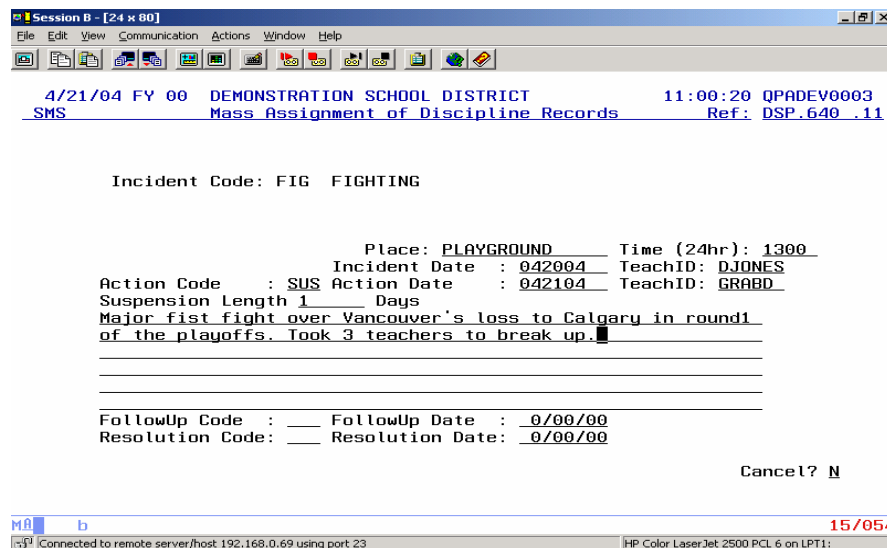 Session B - [24 x 80]
File Edit View Communication Actions Window Help
4/21/04 FY 00 DEMONSTRATION SCHOOL DISTRICT 11:00:20 QPADEV0003
SMS Mass Assignment of Discipline Records Ref: DSP.640 .11
Incident Code: FIG FIGHTING
Place: PLAYGROUND Time (24hr): 1300
Incident Date : 042004 TeachID: DJONES
Action Code : SUS Action Date : 042104 TeachID: GRABD
Suspension Length 1 Days
Major fist fight over Vancouver's loss to Calgary in round1
of the playoffs. Took 3 teachers to break up.
FollowUp Code : ___ FollowUp Date : 0/00/00
Resolution Code: ___ Resolution Date: 0/00/00
Cancel? N
MA b 15/054
Connected to remote server/host 192.168.0.69 using port 23 HP Color LaserJet 2500 PCL 6 on LPT1: